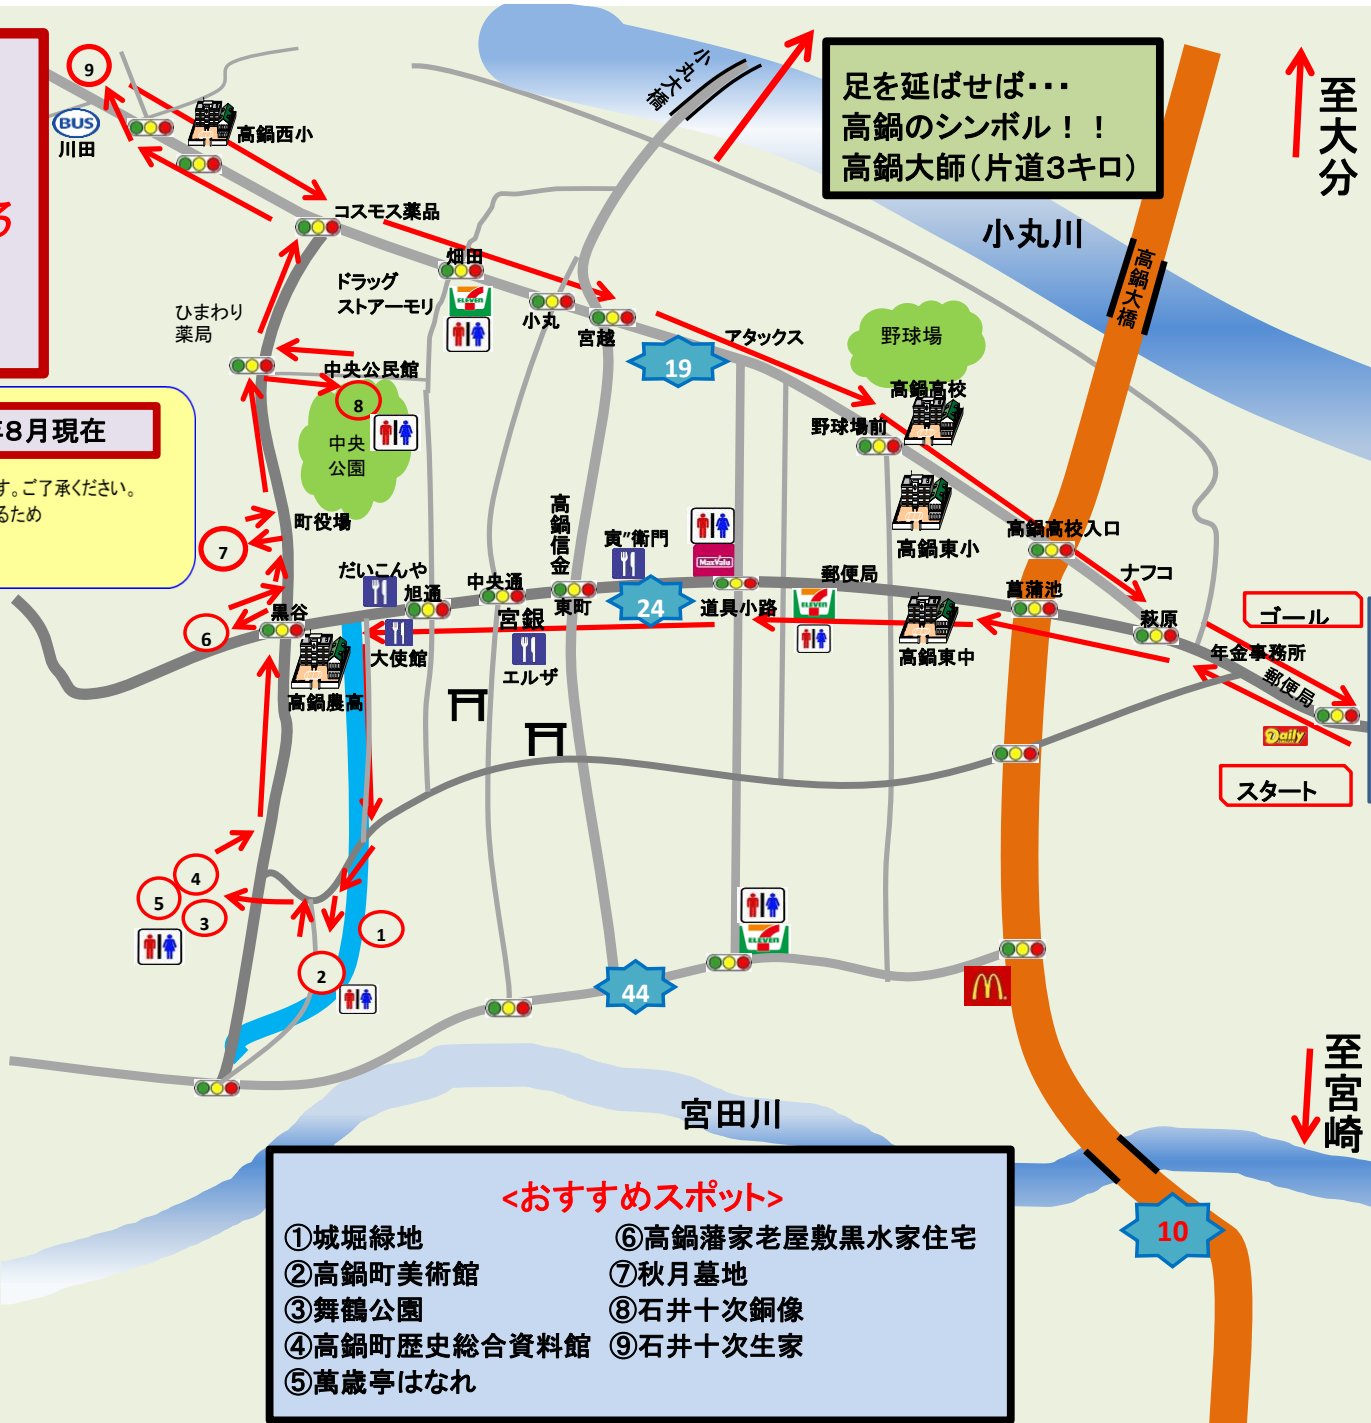 足を延ばせば・・・
高鍋のシンボル！！
高鍋大師（片道3キロ）
至大分
小丸大橋
小丸川
高鍋大橋
9
BUS
川田
高鍋西小
ろ
コスモス薬品
畑田
ドラッグ
ストアーモリ
ELEVEN
小丸
宮越
ひまわり
薬局
19
アタックス
野球場
高鍋高校
野球場前
中央公民館
8
中央
公園
年8月現在
す。ご了承ください。
るため
町役場
7
高鍋信金
寅"衛門
MaxValu
高鍋東小
高鍋高校入口
ナフコ
だいこんや
旭通
中央通
宮銀
東町
24
道具小路
郵便局
ELEVEN
菖蒲池
萩原
ゴール
6
黒谷
大使館
エルザ
高鍋東中
年金事務所
郵便局
高鍋農高
Daily
スタート
4
5
3
1
2
ELEVEN
44
M
至宮崎
宮田川
10
<おすすめスポット>
①城堀緑地
②高鍋町美術館
③舞鶴公園
④高鍋町歴史総合資料館
⑤萬歳亭はなれ
⑥高鍋藩家老屋敷黒水家住宅
⑦秋月墓地
⑧石井十次銅像
⑨石井十次生家